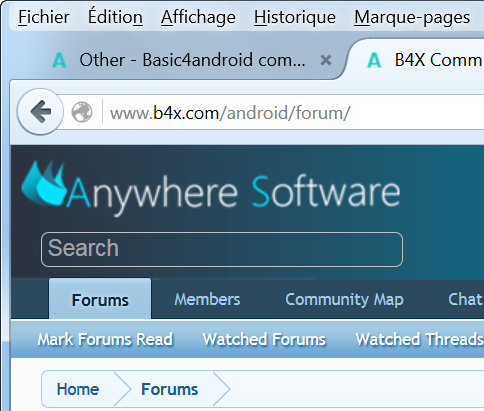 Fichier Édition Affichage Historique Marque-pages
Other - Basic4android com... × B4X Comm
www.b4x.com/android/forum/
Anywhere Software
Search
Forums Members Community Map Chat
Mark Forums Read Watched Forums Watched Threads
Home Forums